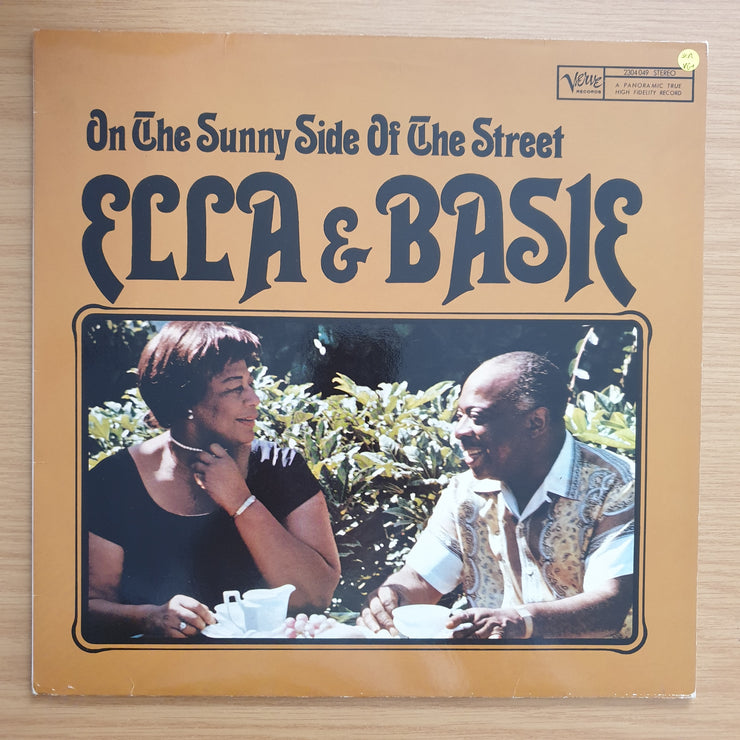 Verve
RECORDS
2304 049 STEREO
A PANORAMIC TRUE
HIGH FIDELITY RECORD
On The Sunny Side Of The Street
ELLA & BASIE